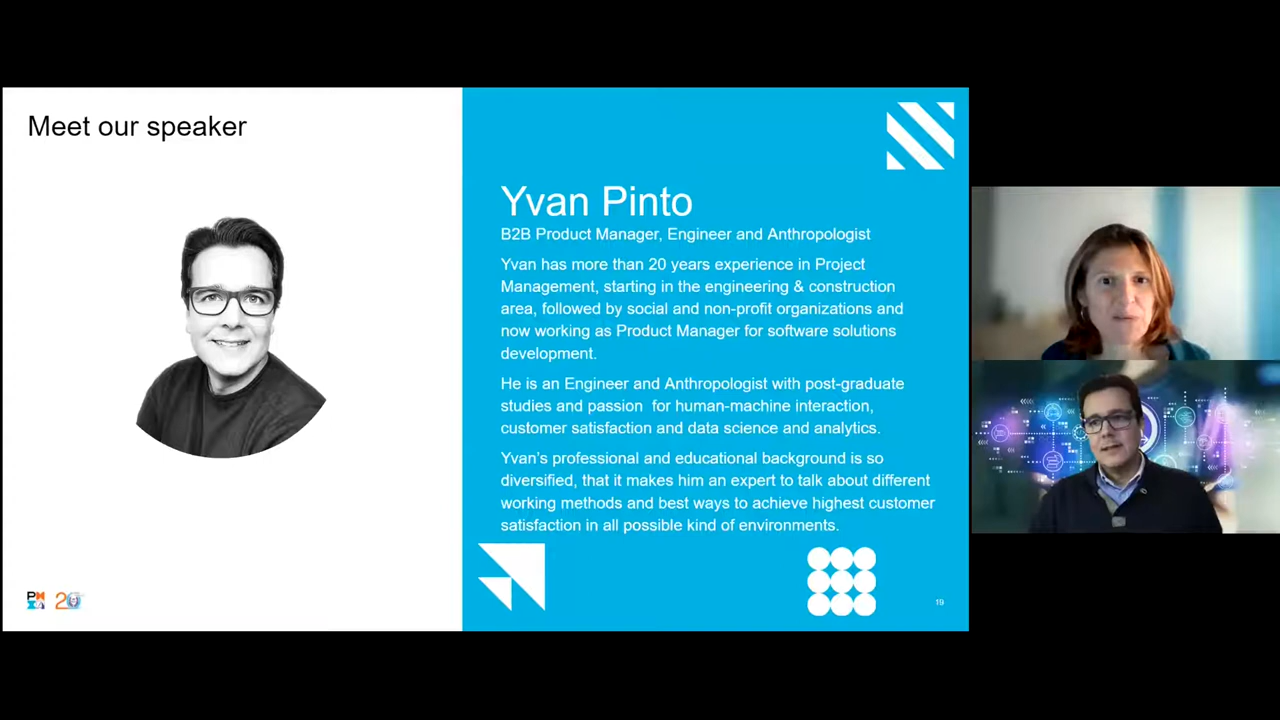 Meet our speaker
Yvan Pinto
B2B Product Manager, Engineer and Anthropologist
Yvan has more than 20 years experience in Project
Management, starting in the engineering & construction
area, followed by social and non-profit organizations and
now working as Product Manager for software solutions
development.
He is an Engineer and Anthropologist with post-graduate
studies and passion  for human-machine interaction,
customer satisfaction and data science and analytics.
Yvan's professional and educational background is so
diversified, that it makes him an expert to talk about different
working methods and best ways to achieve highest customer
satisfaction in all possible kind of environments.
20
19